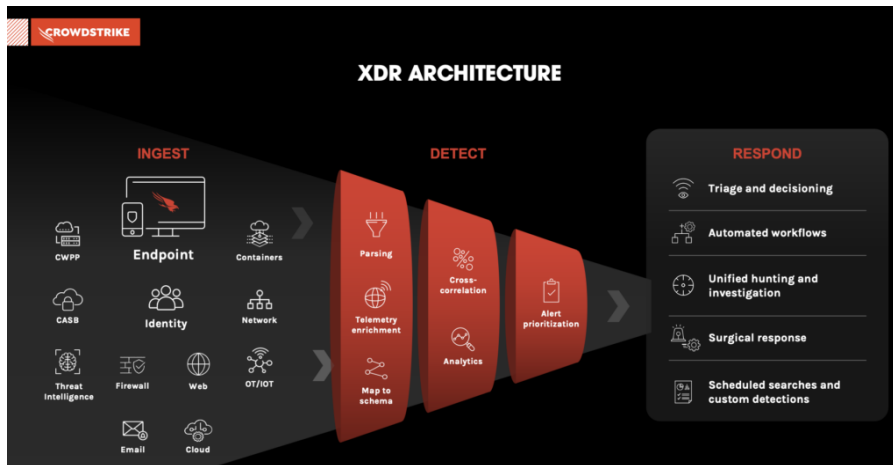 CROWDSTRIKE
XDR ARCHITECTURE
INGEST
Endpoint
CWPP
Containers
CASB
Identity
Network
Threat
Intelligence
Firewall
Web
OT/IOT
Email
Cloud
DETECT
Parsing
Telemetry
enrichment
Map to
schema
Cross-
correlation
Analytics
Alert
prioritization
RESPOND
Triage and decisioning
Automated workflows
Unified hunting and
investigation
Surgical response
Scheduled searches and
custom detections